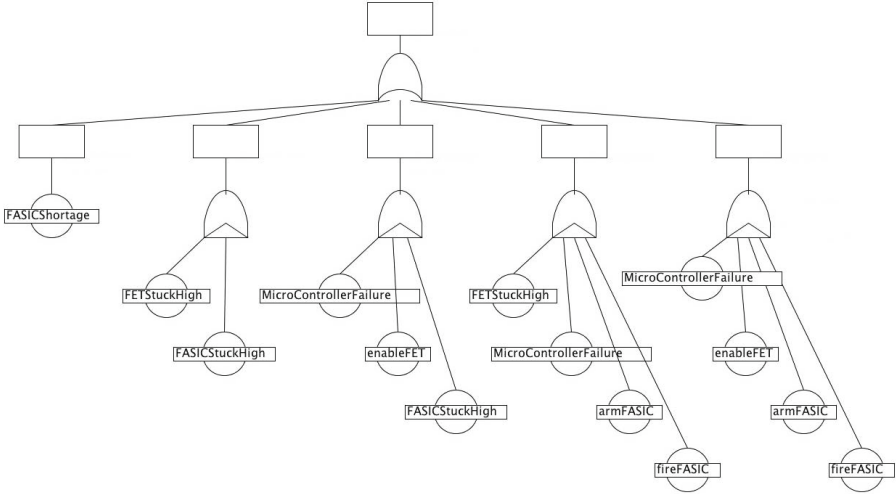 FASICShortage
FETStuckHigh
FASICStuckHigh
MicroControllerFailure
enableFET
FASICStuckHigh
FETStuckHigh
MicroControllerFailure
armFASIC
fireFASIC
MicroControllerFailure
enableFET
armFASIC
fireFASIC